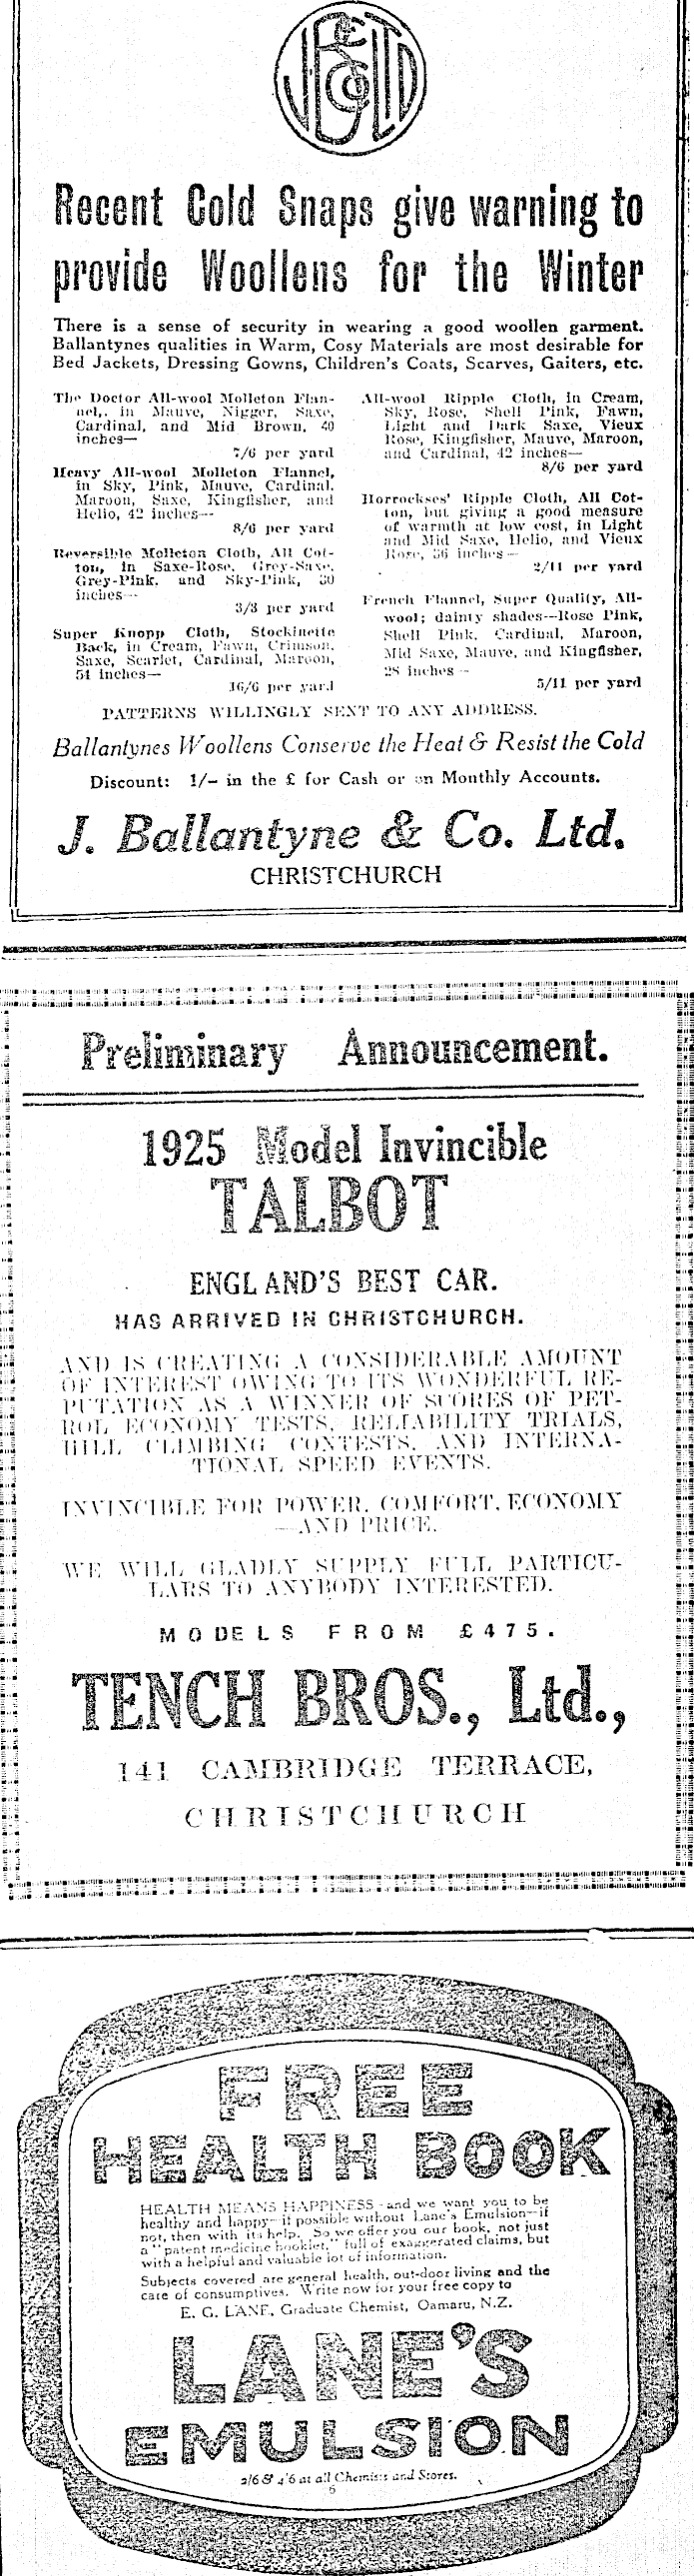 J B & Co LTD
Recent Cold Snaps give warning to
provide Woollens for the Winter
There is a sense of security in wearing a good woollen garment.
Ballantynes qualities in Warm, Cosy Materials are most desirable for
Bed Jackets, Dressing Gowns, Children's Coats, Scarves, Gaiters, etc.
The Doctor All-wool Molleton Flan-
nel, in Mauve, Nigger, Saxe,
Cardinal, and Mid Brown, 40
inches—
7/6 per yard
Heavy All-wool Molleton Flannel,
in Sky, Pink, Mauve, Cardinal,
Maroon, Saxe, Kingfisher, and
Helio, 42 inches—
8/6 per yard
Reversible Molleton Cloth, All Cot-
ton, in Saxe-Rose, Grey-Saxe,
Grey-Pink, and Sky-Pink, 30
inches—
3/3 per yard
Super Knopp Cloth, Stockinette
Back, in Cream, Fawn, Crimson,
Saxe, Scarlet, Cardinal, Maroon,
54 inches—
16/6 per yard
All-wool Ripple Cloth, in Cream,
Sky, Rose, Shell Pink, Fawn,
Light and Dark Saxe, Vieux
Rose, Kingfisher, Mauve, Maroon,
and Cardinal, 42 inches—
8/6 per yard
Horrockses' Ripple Cloth, All Cot-
ton, but giving a good measure
of warmth at low cost, in Light
and Mid Saxe, Helio, and Vieux
Rose, 36 inches—
2/11 per yard
French Flannel, Super Quality, All-
wool; dainty shades—Rose Pink,
Shell Pink, Cardinal, Maroon,
Mid Saxe, Mauve, and Kingfisher,
28 inches—
5/11 per yard
PATTERNS WILLINGLY SENT TO ANY ADDRESS.
Ballantynes Woollens Conserve the Heat & Resist the Cold
Discount: 1/- in the £ for Cash or on Monthly Accounts.
J. Ballantyne & Co. Ltd.
CHRISTCHURCH
Preliminary Announcement.
1925 Model Invincible
TALBOT
ENGLAND'S BEST CAR.
HAS ARRIVED IN CHRISTCHURCH.
AND IS CREATING A CONSIDERABLE AMOUNT
OF INTEREST OWING TO ITS WONDERFUL RE-
PUTATION AS A WINNER OF SCORES OF PET-
ROL ECONOMY TESTS, RELIABILITY TRIALS,
HILL CLIMBING CONTESTS, AND INTERNA-
TIONAL SPEED EVENTS.
INVINCIBLE FOR POWER, COMFORT, ECONOMY
—AND PRICE.
WE WILL GLADLY SUPPLY FULL PARTICU-
LARS TO ANYBODY INTERESTED.
MODELS FROM £475.
TENCH BROS., Ltd.,
141 CAMBRIDGE TERRACE,
CHRISTCHURCH
FREE
HEALTH BOOK
HEALTH MEANS HAPPINESS—and we want you to be
healthy and happy—if possible without Lane's Emulsion—if
not, then with its help. So we offer you our book, not just
a "patent medicine booklet," full of exaggerated claims, but
with a helpful and valuable lot of information.
Subjects covered are general health, out-door living and the
care of consumptives. Write now for your free copy to
E. G. LANE, Graduate Chemist, Oamaru, N.Z.
LANE'S
EMULSION
2/6 & 4/6 at all Chemists and Stores.
6